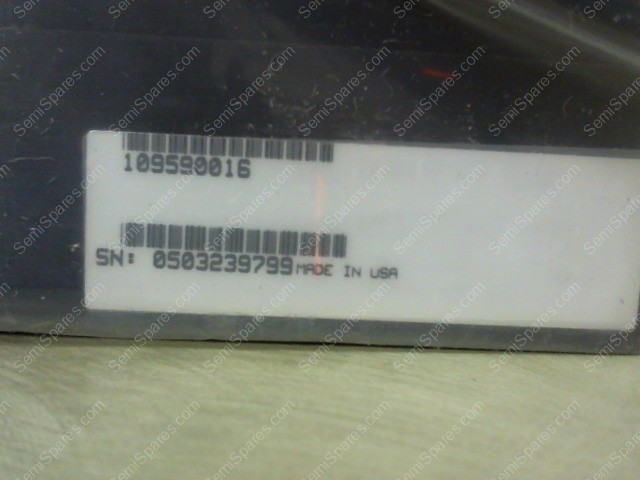 109590016
SN: 0503239799 MADE IN USA
SemiSpares.com